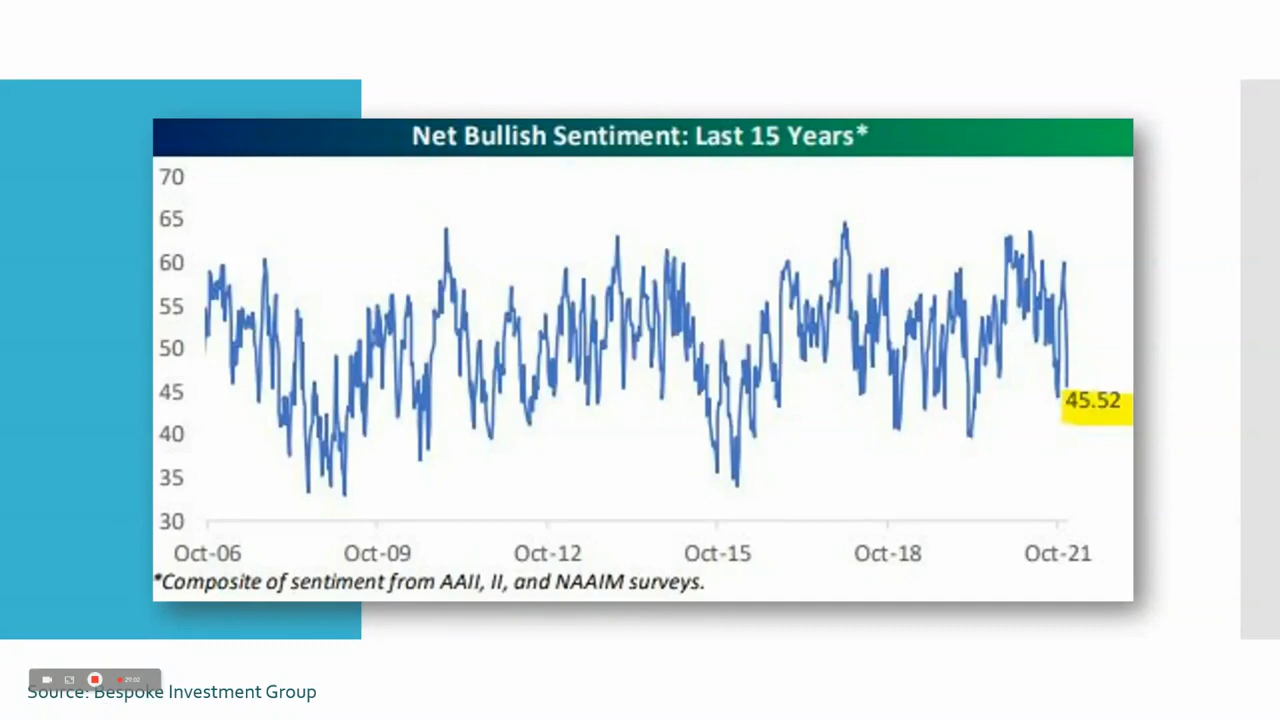 Net Bullish Sentiment: Last 15 Years*
70
65
60
55
50
45
40
35
30
45.52
Oct-06 Oct-09 Oct-12 Oct-15 Oct-18 Oct-21
*Composite of sentiment from AAII, II, and NAAIM surveys.
29:02
Source: Bespoke Investment Group